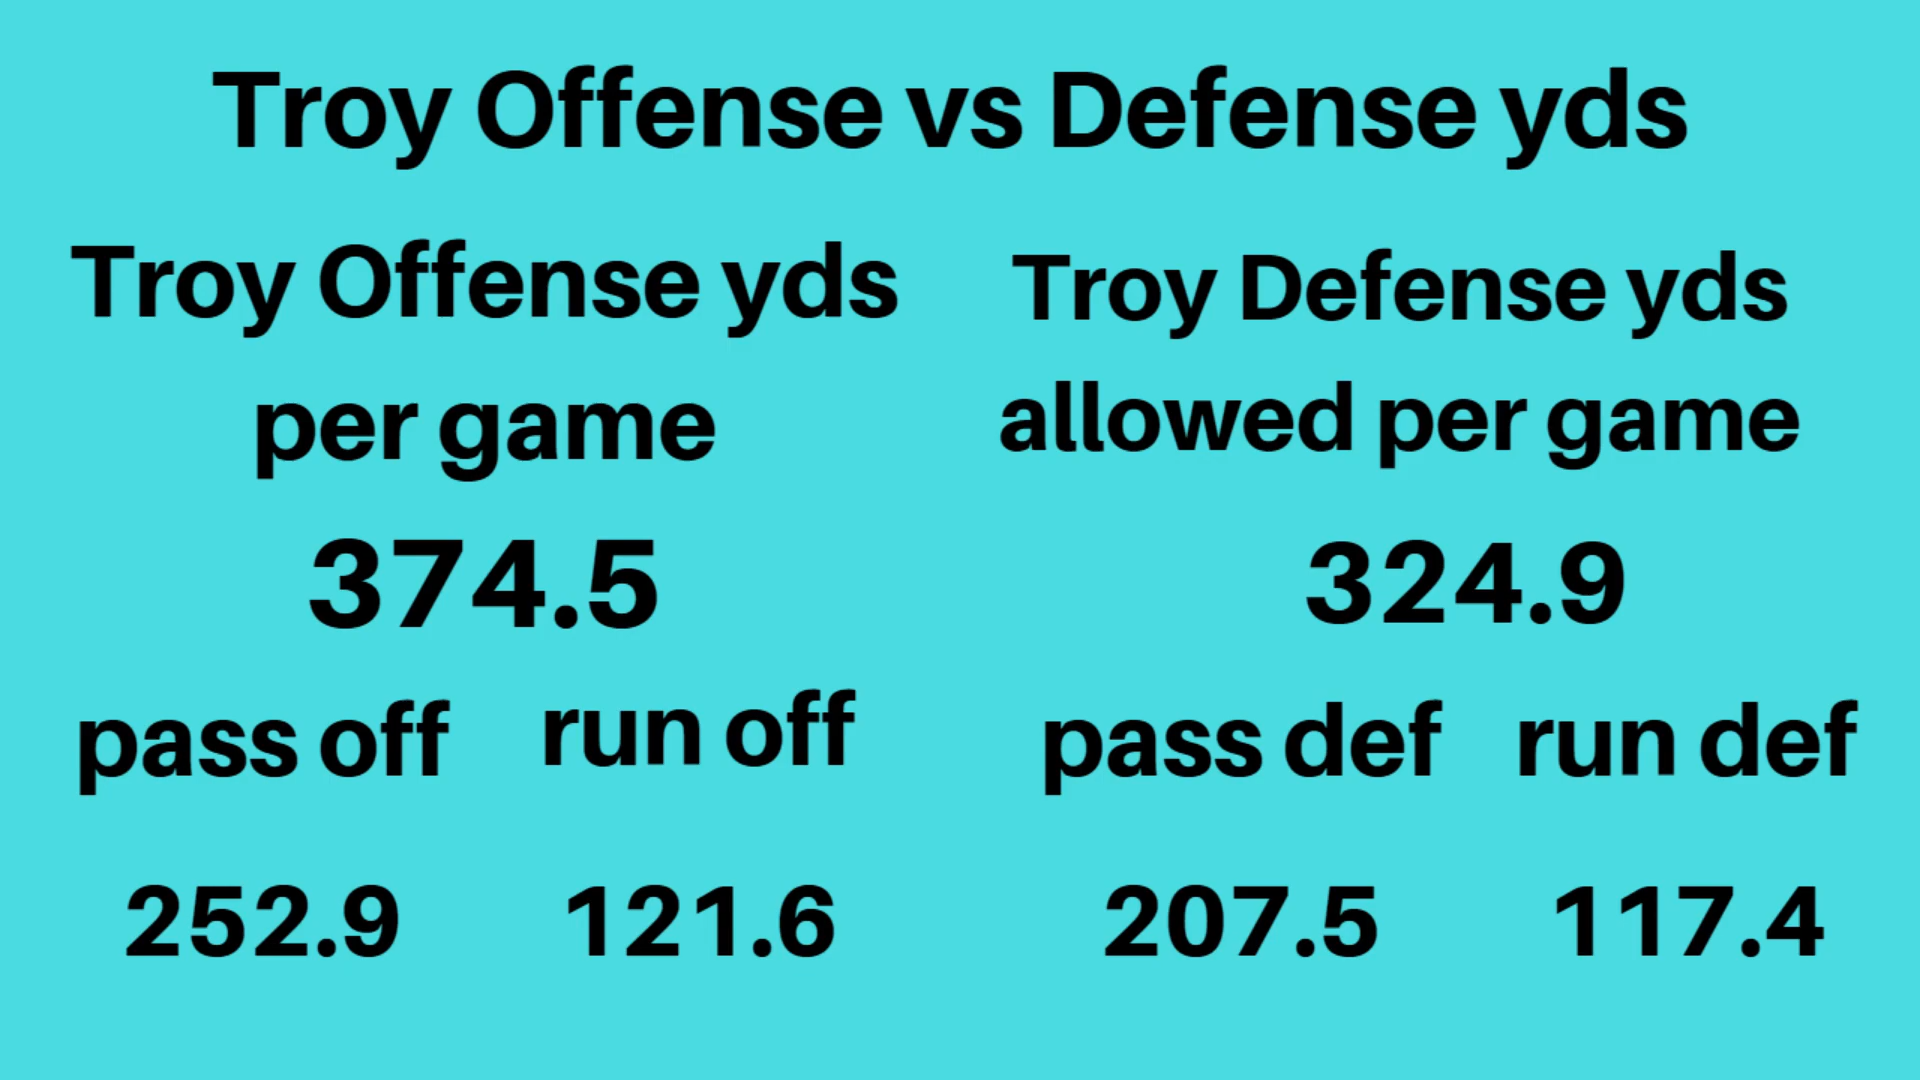 Troy Offense vs Defense yds
Troy Offense yds
per game
374.5
pass off
run off
252.9
121.6
Troy Defense yds
allowed per game
324.9
pass def
run def
207.5
117.4